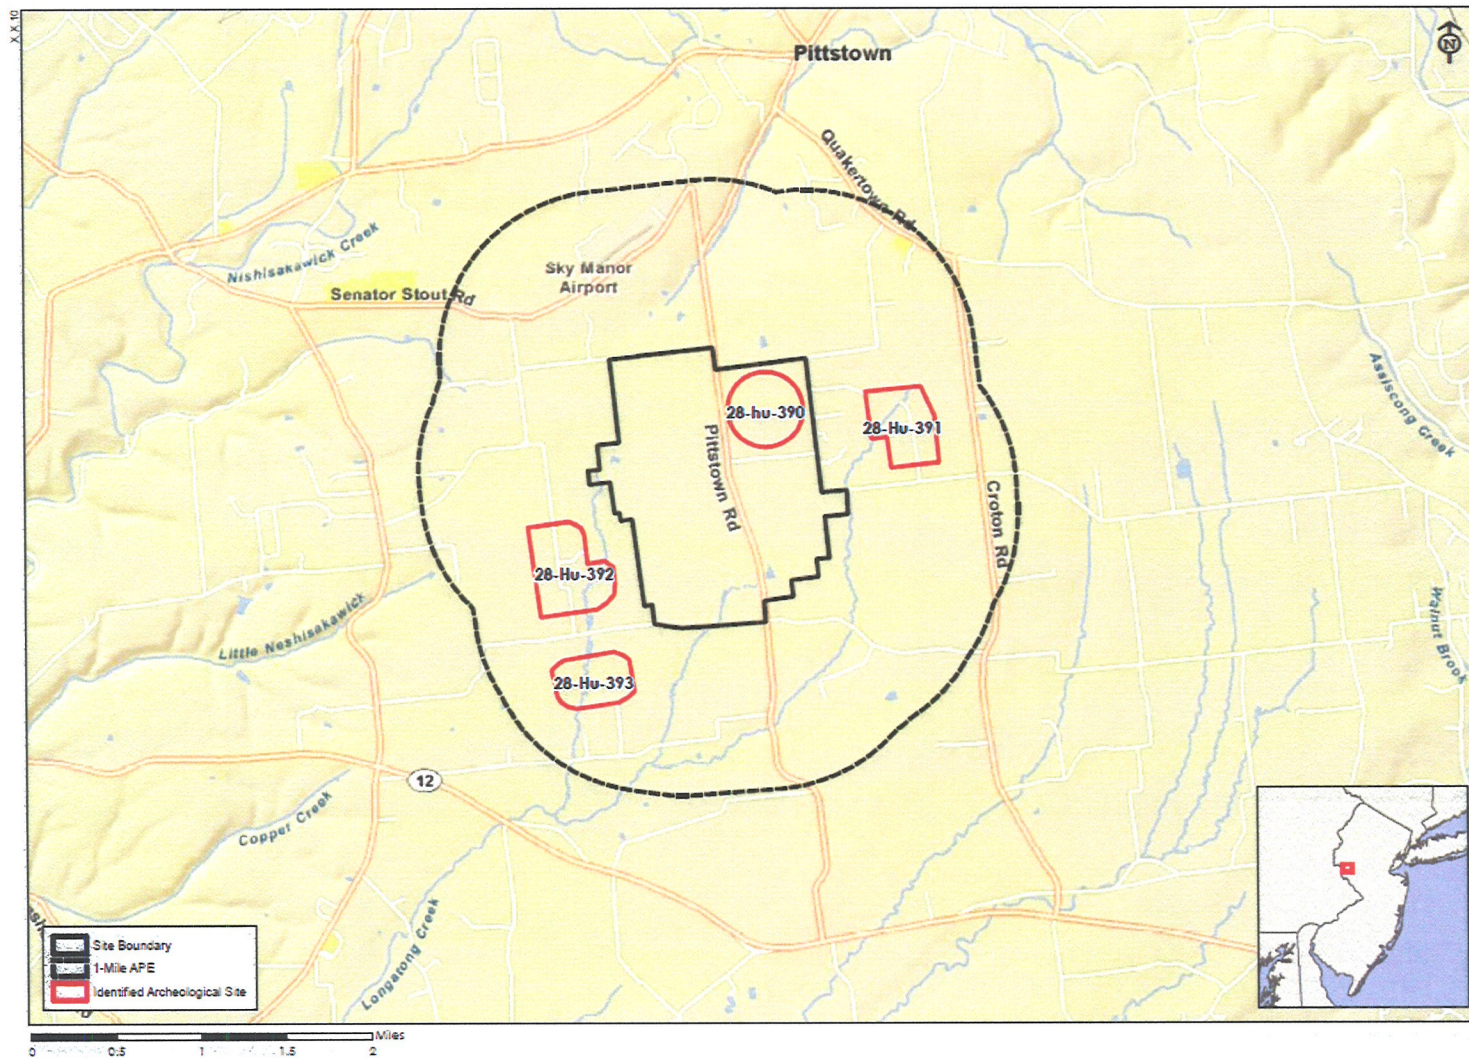 X X 10
Pittstown
N
Quakertown Rd
Nishisakawick Creek
Sky Manor
Airport
Senator Stout Rd
Assiscong Creek
28-hu-390
28-Hu-391
Pittstown Rd
Croton Rd
28-Hu-392
Little Neshisakawick
Walnut Brook
28-Hu-393
12
Copper Creek
Longarong Creek
Site Boundary
1-Mile APE
Identified Archeological Site
Miles
0 0.5 1 1.5 2